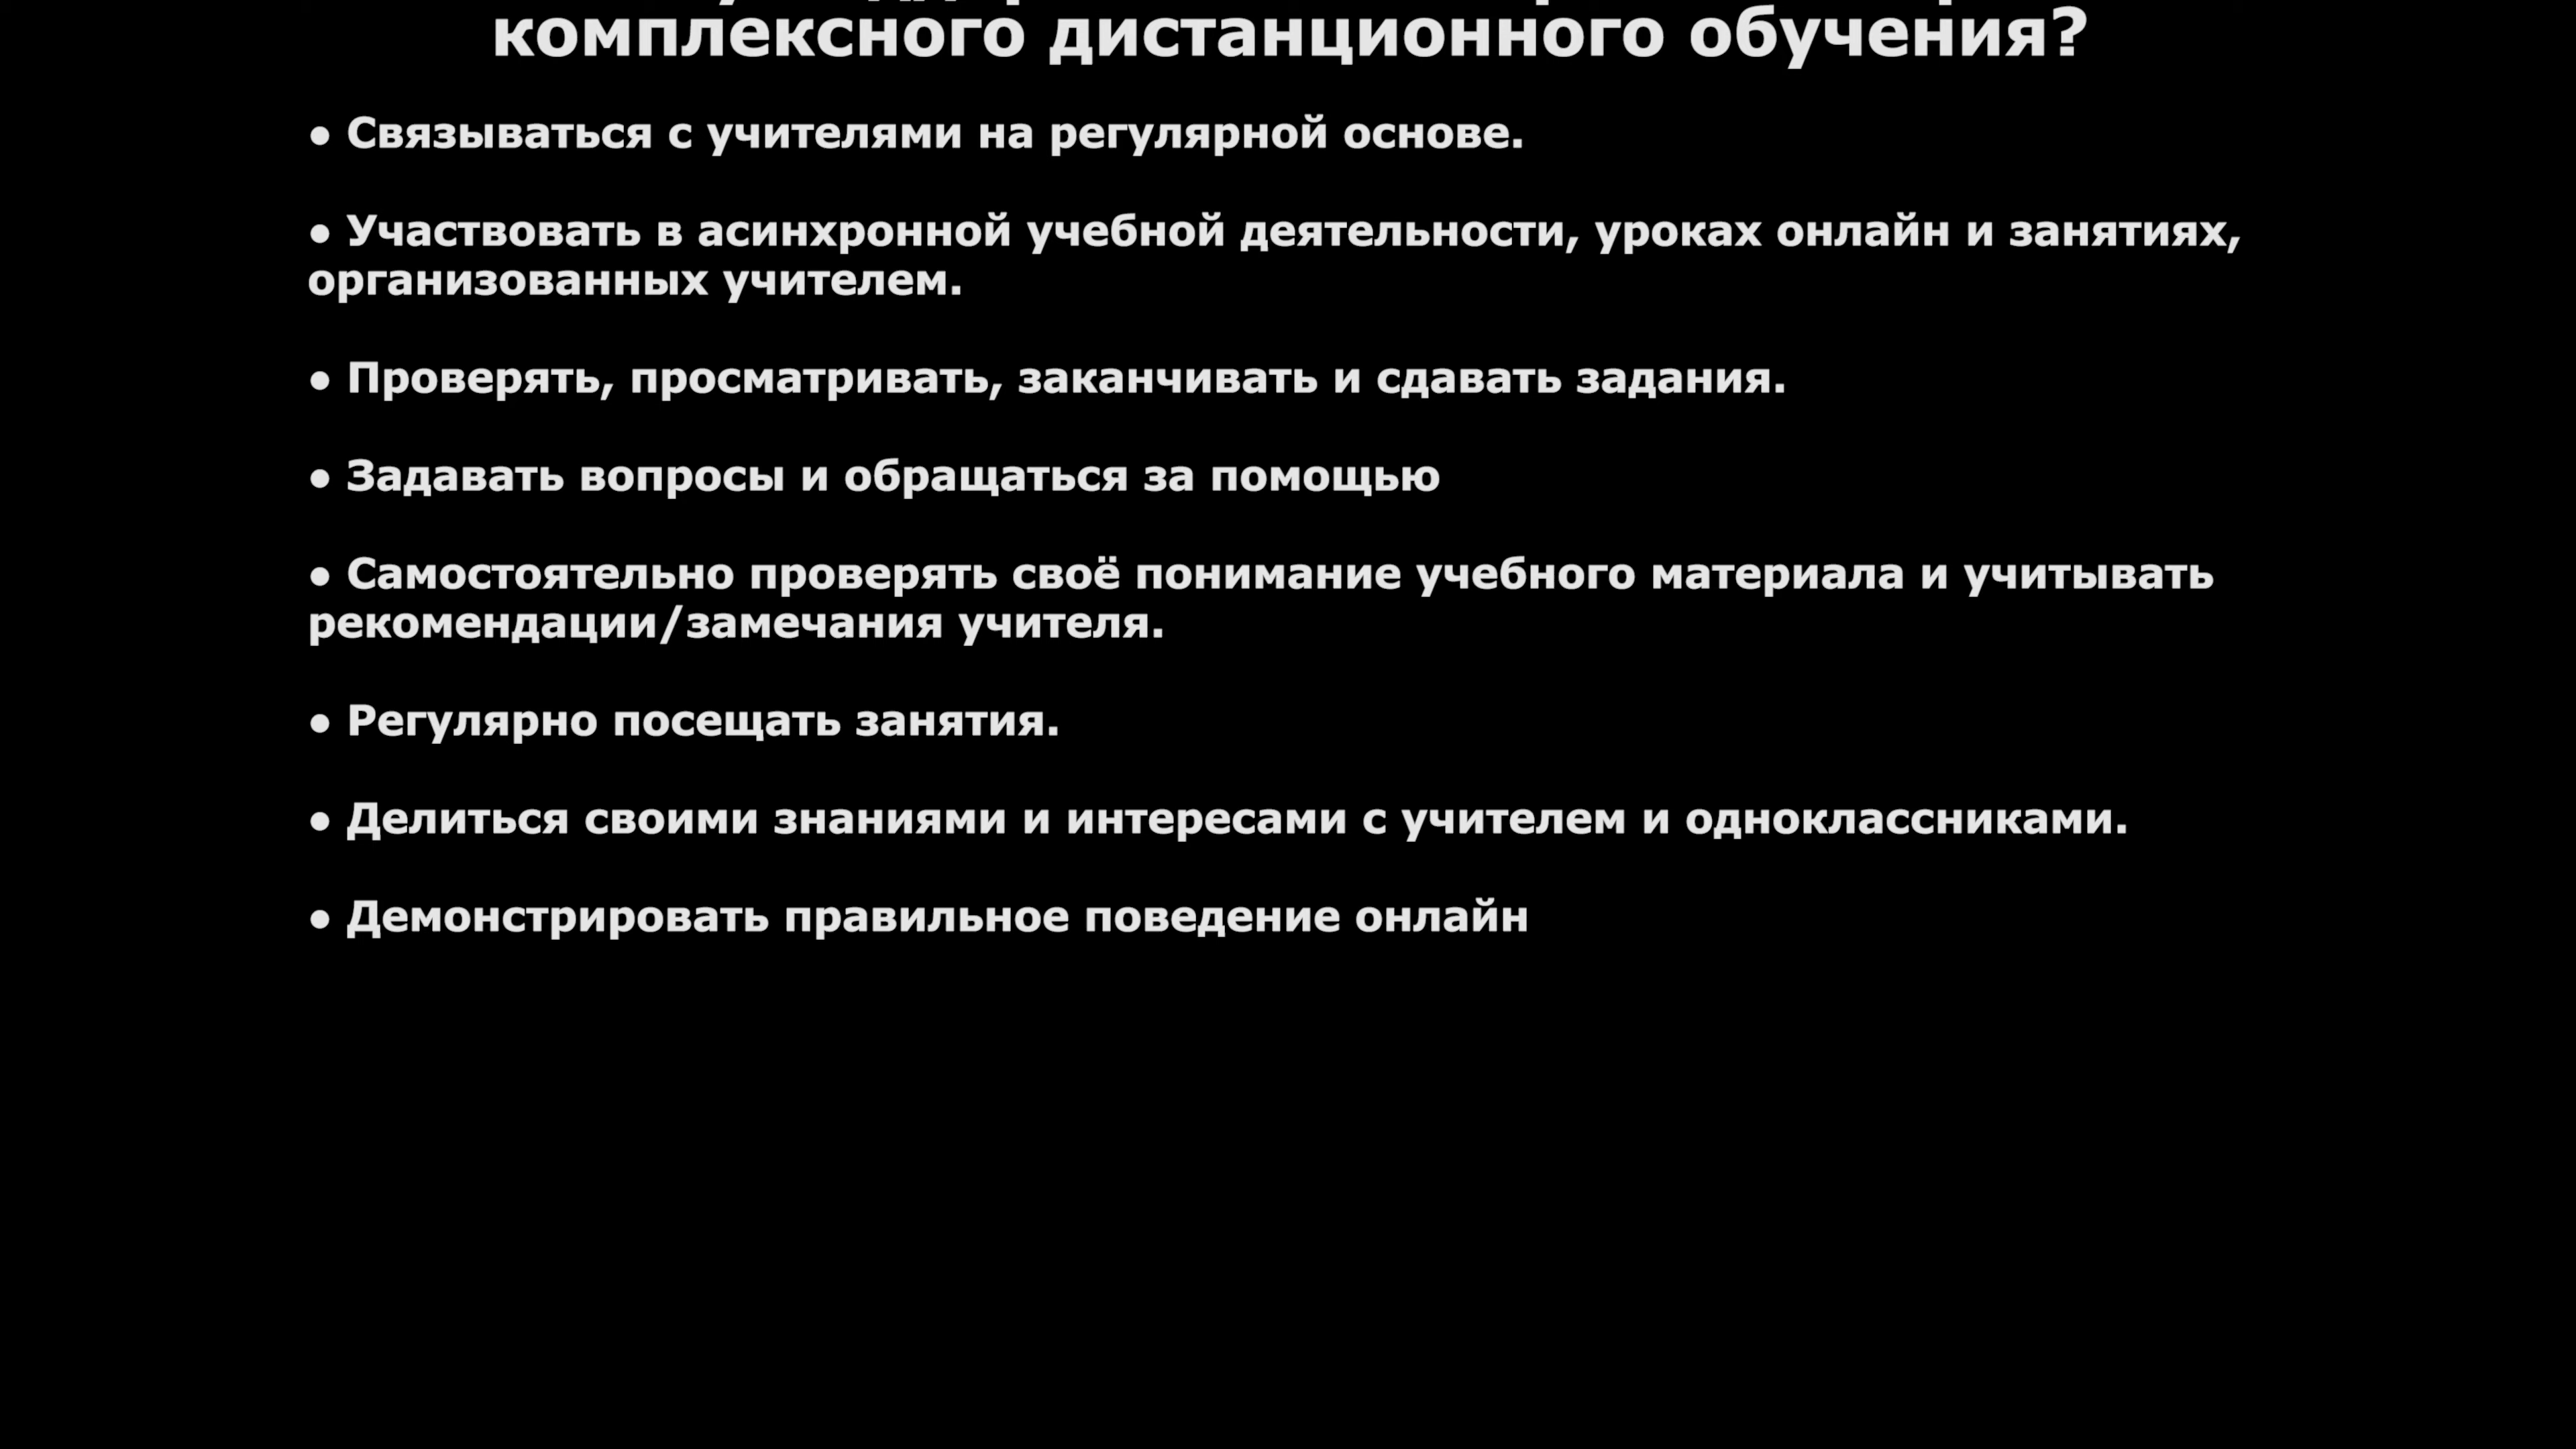 комплексного дистанционного обучения?
● Связываться с учителями на регулярной основе.
● Участвовать в асинхронной учебной деятельности, уроках онлайн и занятиях,
организованных учителем.
● Проверять, просматривать, заканчивать и сдавать задания.
● Задавать вопросы и обращаться за помощью
● Самостоятельно проверять своё понимание учебного материала и учитывать
рекомендации/замечания учителя.
● Регулярно посещать занятия.
● Делиться своими знаниями и интересами с учителем и одноклассниками.
● Демонстрировать правильное поведение онлайн